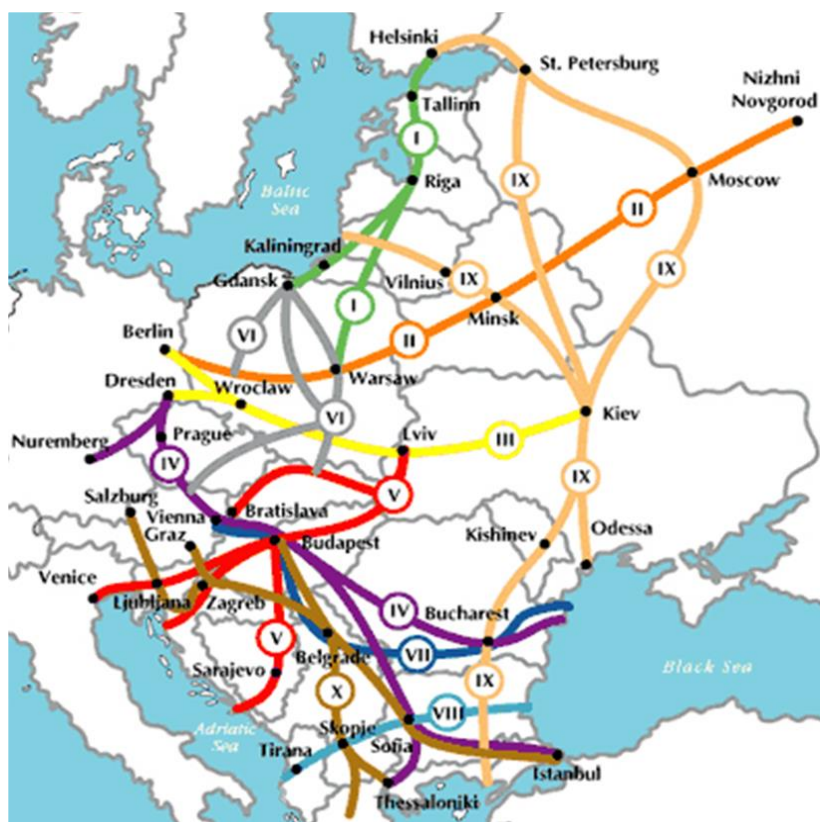 Helsinki
St. Petersburg
Nizhni
Novgorod
Tallinn
I
Riga
IX
Moscow
Baltic
Sea
II
Kaliningrad
Gdansk
Vilnius
IX
IX
I
Minsk
VI
II
Berlin
Warsaw
Dresden
Wroclaw
VI
Kiev
Lviv
III
Nuremberg
Prague
IV
IX
V
Salzburg
Bratislava
Vienna
Graz
Budapest
Kishinev
Odessa
Venice
Ljubljana
Zagreb
IV
Bucharest
V
Belgrade
VII
Sarajevo
Black Sea
X
IX
VIII
Adriatic
Sea
Skopje
Tirana
Sofia
Istanbul
Thessaloniki